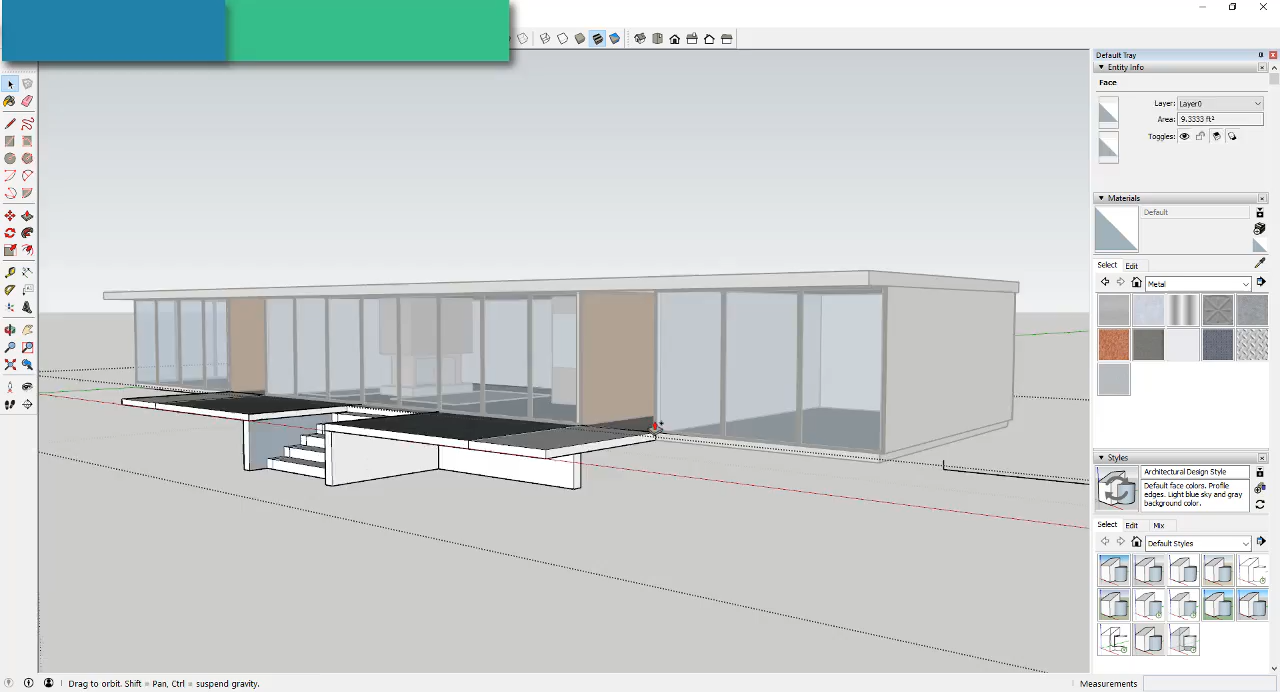 Default Tray
Entity Info
Face
Layer: Layer0
Area: 9.3333 ft²
Toggles:
Materials
Default
Select Edit
Metal
Styles
Architectural Design Style
Default face colors. Profile
edges. Light blue sky and gray
background color.
Select Edit Mix
Default Styles
Drag to orbit. Shift = Pan, Ctrl = suspend gravity.
Measurements